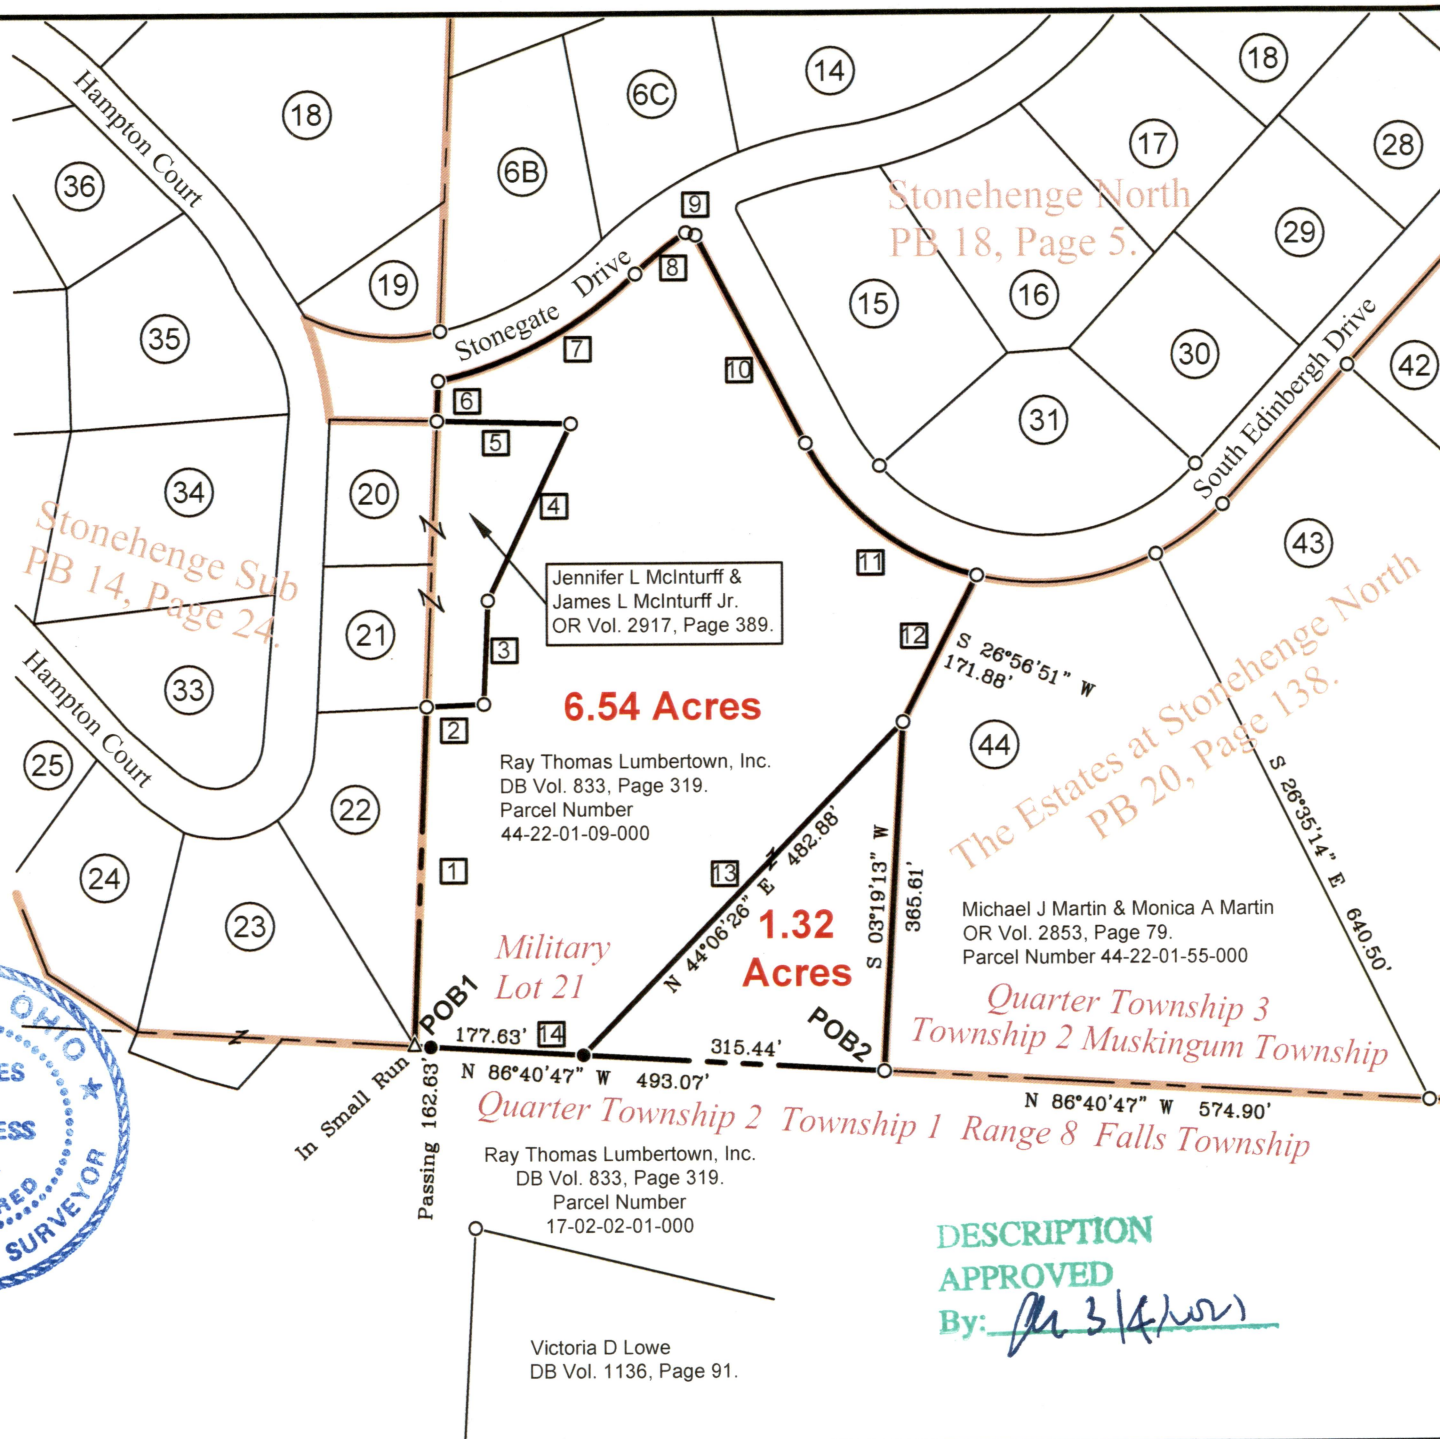 Hampton Court
18
36
6B
6C
14
18
17
28
Stonehenge North
PB 18, Page 5.
29
19
9
8
Stonegate Drive
7
15
16
30
35
10
6
5
31
South Edinbergh Drive
42
34
20
4
43
Stonehenge Sub
PB 14, Page 24.
Jennifer L McInturff &
James L McInturff Jr.
OR Vol. 2917, Page 389.
11
21
3
12
S 26°56'51" W
171.88'
33
Hampton Court
6.54 Acres
2
44
The Estates at Stonehenge North
PB 20, Page 138.
25
Ray Thomas Lumbertown, Inc.
DB Vol. 833, Page 319.
Parcel Number
44-22-01-09-000
22
S 26°35'14" E 640.50'
24
1
13
N 44°06'26" E 482.88'
S 03°19'13" W
365.61'
23
1.32
Acres
Michael J Martin & Monica A Martin
OR Vol. 2853, Page 79.
Parcel Number 44-22-01-55-000
Military
Lot 21
Quarter Township 3
Township 2 Muskingum Township
OHIO
SURVEYOR
POB1
177.63'
14
315.44'
POB2
In Small Run
Passing 162.63'
N 86°40'47" W 493.07'
N 86°40'47" W 574.90'
Quarter Township 2 Township 1 Range 8 Falls Township
Ray Thomas Lumbertown, Inc.
DB Vol. 833, Page 319.
Parcel Number
17-02-02-01-000
DESCRIPTION
APPROVED
By:
Victoria D Lowe
DB Vol. 1136, Page 91.